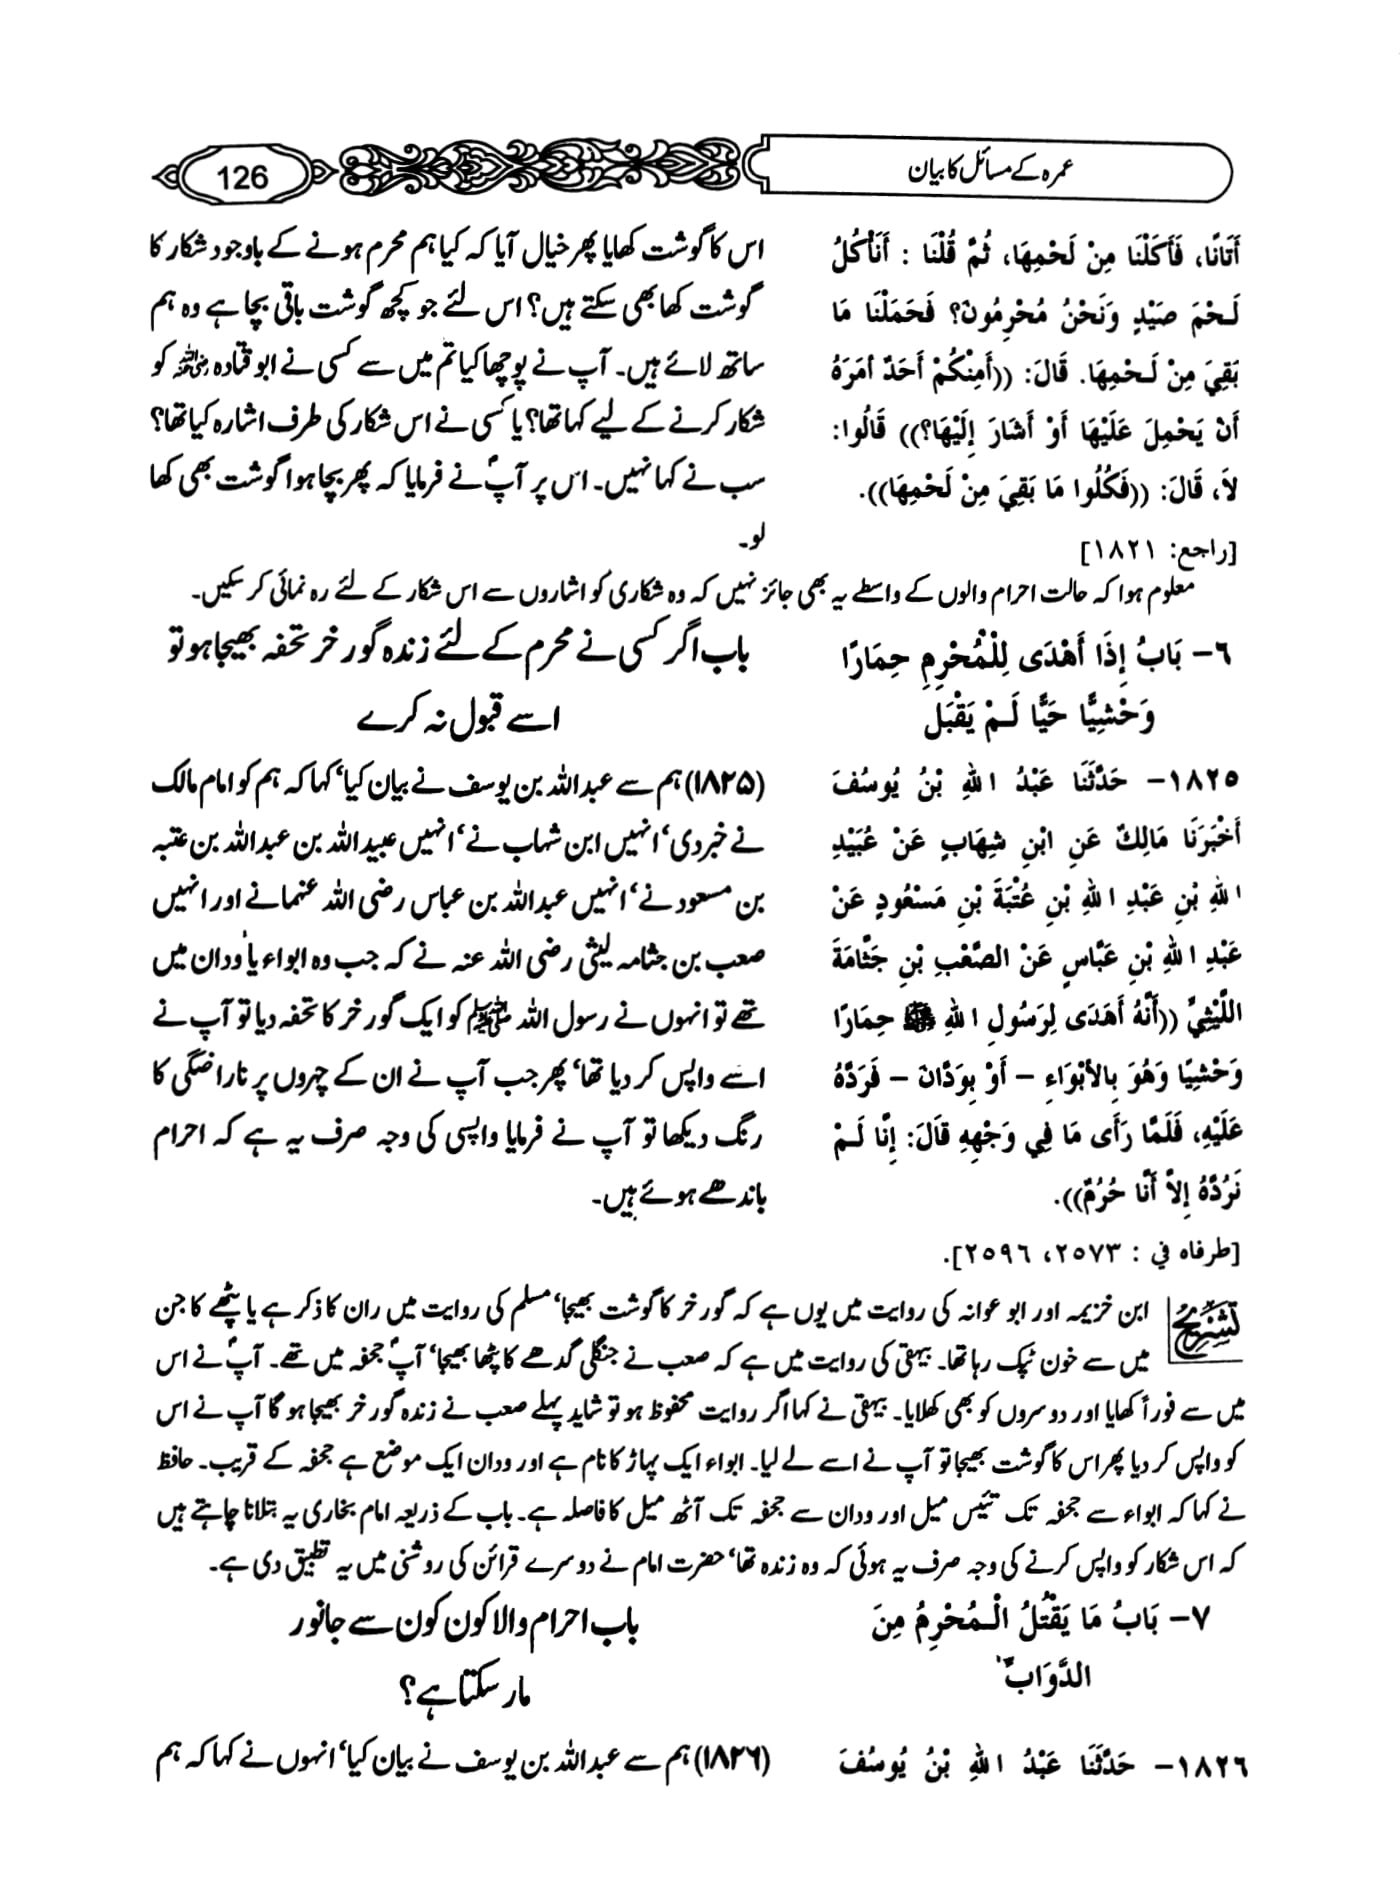 عمرہ کے مسائل کا بیان
126
أَتَانًا، فَأَكَلْنَا مِنْ لَحْمِهَا، ثُمَّ قُلْنَا : أَنَأْكُلُ
لَحْمَ صَيْدٍ وَنَحْنُ مُحْرِمُونَ؟ فَحَمَلْنَا مَا
بَقِيَ مِنْ لَحْمِهَا. قَالَ: ((أَمِنْكُمْ أَحَدٌ أمَرَهُ
أَنْ يَحْمِلَ عَلَيْهَا أَوْ أَشَارَ إِلَيْهَا؟)) قَالُوا:
لاَ، قَالَ: ((فَكُلُوا مَا بَقِيَ مِنْ لَحْمِهَا)).
[راجع: ١٨٢١]
اس کا گوشت کھایا پھر خیال آیا کہ کیا ہم محرم ہونے کے باوجود شکار کا
گوشت کھا بھی سکتے ہیں؟ اس لئے جو کچھ گوشت باقی بچا ہے وہ ہم
ساتھ لائے ہیں۔ آپ نے پوچھا کیا تم میں سے کسی نے ابو قتادہ رضی اللہ عنہ کو
شکار کرنے کے لیے کہا تھا؟ یا کسی نے اس شکار کی طرف اشارہ کیا تھا؟
سب نے کہا نہیں۔ اس پر آپؐ نے فرمایا کہ پھر بچا ہوا گوشت بھی کھا
لو۔
معلوم ہوا کہ حالت احرام والوں کے واسطے یہ بھی جائز نہیں کہ وہ شکاری کو اشاروں سے اس شکار کے لئے رہ نمائی کر سکیں۔
٦- بَابُ إِذَا أَهْدَى لِلْمُحْرِمِ حِمَارًا
وَحْشِيًّا حَيًّا لَمْ يَقْبَل
باب اگر کسی نے محرم کے لئے زندہ گور خر تحفہ بھیجا ہو تو
اسے قبول نہ کرے
١٨٢٥- حَدَّثَنَا عَبْدُ اللهِ بْنُ يُوسُفَ
أَخْبَرَنَا مَالِكٌ عَنِ ابْنِ شِهَابٍ عَنْ عُبَيْدِ
اللهِ بْنِ عَبْدِ اللهِ بْنِ عُتْبَةَ بْنِ مَسْعُودٍ عَنْ
عَبْدِ اللهِ بْنِ عَبَّاسٍ عَنْ الصَّعْبِ بْنِ جَثَّامَةَ
اللَّيْثِيِّ ((أَنَّهُ أَهَدَى لِرَسُولِ اللهِ ﷺ حِمَارًا
وَحْشِيًا وَهُوَ بِالأَبْوَاءِ - أَوْ بِوَدَّانَ - فَرَدَّهُ
عَلَيْهِ، فَلَمَّا رَأَى مَا فِي وَجْهِهِ قَالَ: إِنَّا لَمْ
نَرُدَّهُ إِلاَّ أَنَّا حُرُمٌ)).
[طرفاه في : ٢٥٧٣، ٢٥٩٦].
(۱۸۲۵) ہم سے عبداللہ بن یوسف نے بیان کیا‘ کہا کہ ہم کو امام مالک
نے خبر دی‘ انہیں ابن شہاب نے‘ انہیں عبیداللہ بن عبداللہ بن عتبہ
بن مسعود نے‘ انہیں عبداللہ بن عباس رضی اللہ عنہما نے اور انہیں
صعب بن جثامہ لیثی رضی اللہ عنہ نے کہ جب وہ ابواء یا ودان میں
تھے تو انہوں نے رسول اللہ ﷺ کو ایک گور خر کا تحفہ دیا تو آپ نے
اسے واپس کر دیا تھا‘ پھر جب آپ نے ان کے چہروں پر ناراضگی کا
رنگ دیکھا تو آپ نے فرمایا واپسی کی وجہ صرف یہ ہے کہ احرام
باندھے ہوئے ہیں۔
تشریح
ابن خزیمہ اور ابو عوانہ کی روایت میں یوں ہے کہ گور خر کا گوشت بھیجا‘ مسلم کی روایت میں ران کا ذکر ہے یا پٹھے کا جن
میں سے خون ٹپک رہا تھا۔ بیہقی کی روایت میں ہے کہ صعب نے جنگلی گدھے کا پٹھا بھیجا‘ آپؐ جحفہ میں تھے۔ آپؐ نے اس
میں سے فوراً کھایا اور دوسروں کو بھی کھلایا۔ بیہقی نے کہا اگر روایت محفوظ ہو تو شاید پہلے صعب نے زندہ گور خر بھیجا ہو گا آپ نے اس
کو واپس کر دیا پھر اس کا گوشت بھیجا تو آپ نے اسے لے لیا۔ ابواء ایک پہاڑ کا نام ہے اور ودان ایک موضع ہے جحفہ کے قریب۔ حافظ
نے کہا کہ ابواء سے جحفہ تک تیئیس میل اور ودان سے جحفہ تک آٹھ میل کا فاصلہ ہے۔ باب کے ذریعہ امام بخاری یہ بتلانا چاہتے ہیں
کہ اس شکار کو واپس کرنے کی وجہ صرف یہ ہوئی کہ وہ زندہ تھا‘ حضرت امام نے دوسرے قرائن کی روشنی میں یہ تطبیق دی ہے۔
٧- بَابُ مَا يَقْتُلُ الْمُحْرِمُ مِنَ
الدَّوَابِّ
باب احرام والا کون کون سے جانور
مار سکتا ہے؟
١٨٢٦- حَدَّثَنَا عَبْدُ اللهِ بْنُ يُوسُفَ
(۱۸۲۶) ہم سے عبداللہ بن یوسف نے بیان کیا‘ انہوں نے کہا کہ ہم